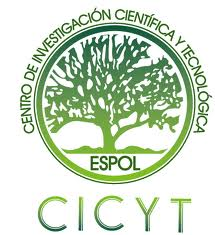 CENTRO DE INVESTIGACIÓN CIENTÍFICA Y TECNOLÓGICA
ESPOL
CICYT